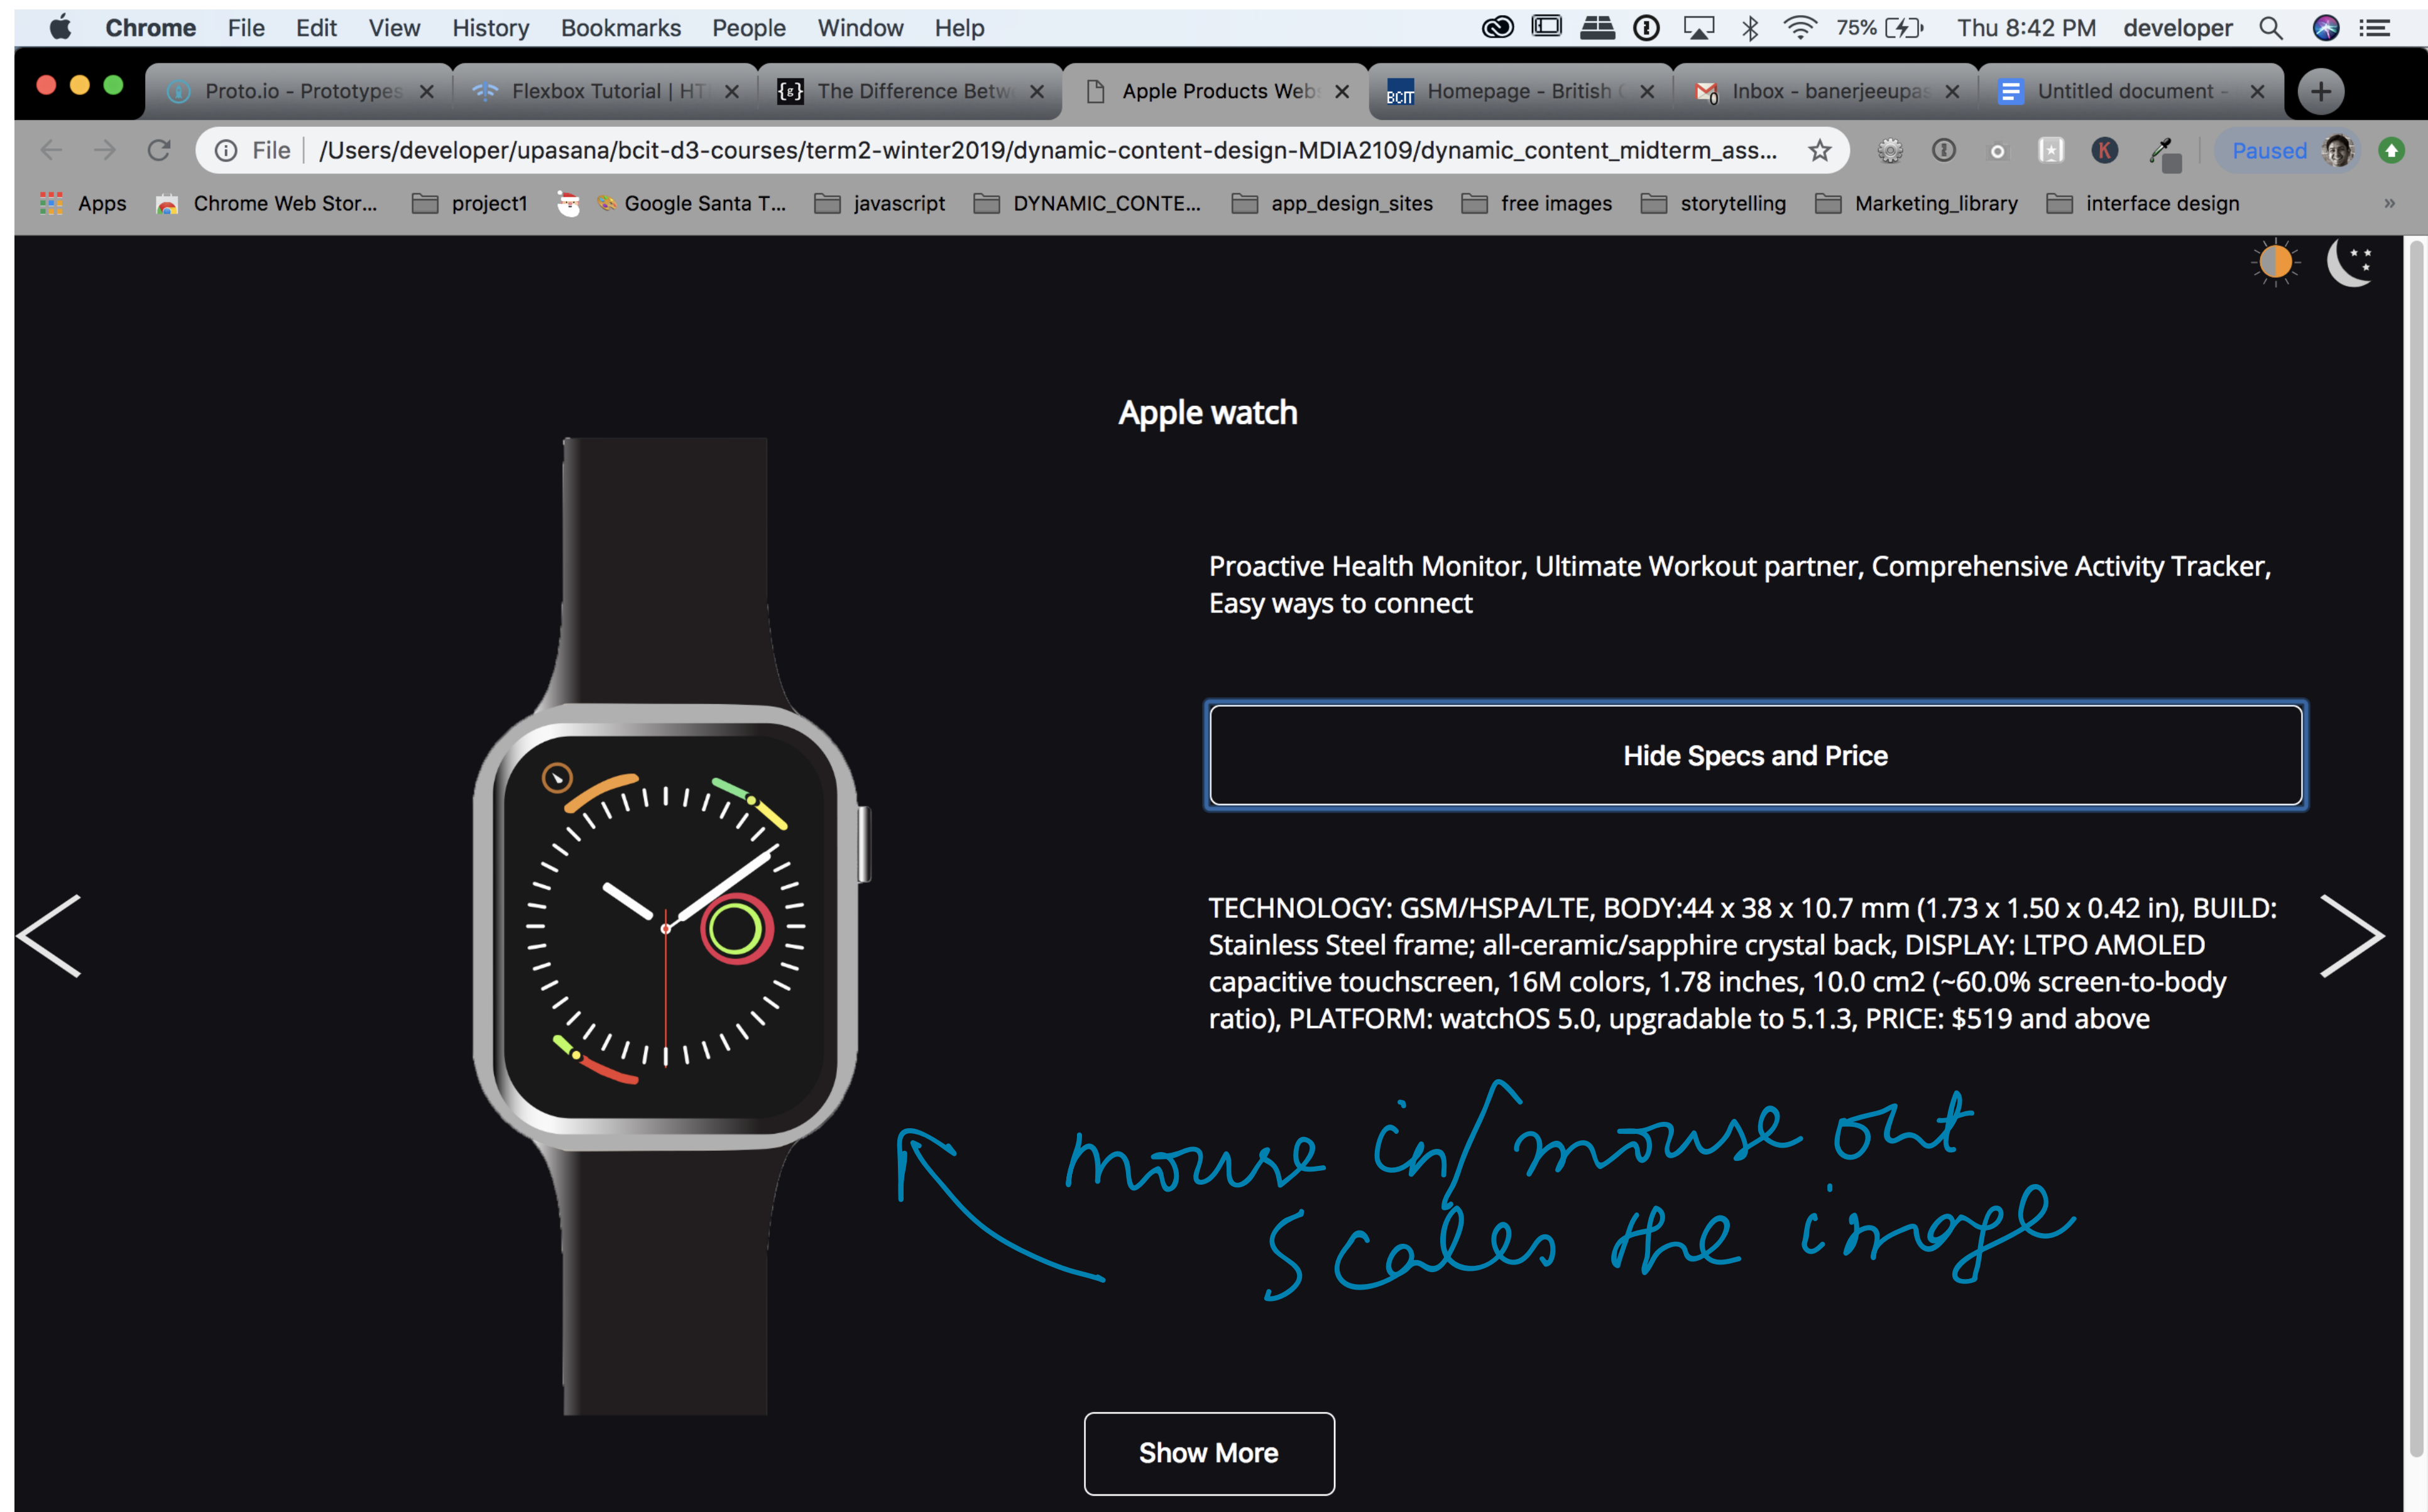 Chrome File Edit View History Bookmarks People Window Help 75% Thu 8:42 PM developer
Proto.io - Prototypes Flexbox Tutorial | HT {g} The Difference Betw Apple Products Web BCIT Homepage - British C Inbox - banerjeeupas Untitled document -
File /Users/developer/upasana/bcit-d3-courses/term2-winter2019/dynamic-content-design-MDIA2109/dynamic_content_midterm_ass... K Paused
Apps Chrome Web Stor... project1 Google Santa T... javascript DYNAMIC_CONTE... app_design_sites free images storytelling Marketing_library interface design »
Apple watch
Proactive Health Monitor, Ultimate Workout partner, Comprehensive Activity Tracker,
Easy ways to connect
Hide Specs and Price
TECHNOLOGY: GSM/HSPA/LTE, BODY:44 x 38 x 10.7 mm (1.73 x 1.50 x 0.42 in), BUILD:
Stainless Steel frame; all-ceramic/sapphire crystal back, DISPLAY: LTPO AMOLED
capacitive touchscreen, 16M colors, 1.78 inches, 10.0 cm2 (~60.0% screen-to-body
ratio), PLATFORM: watchOS 5.0, upgradable to 5.1.3, PRICE: $519 and above
mouse in/mouse out
Scales the image
Show More